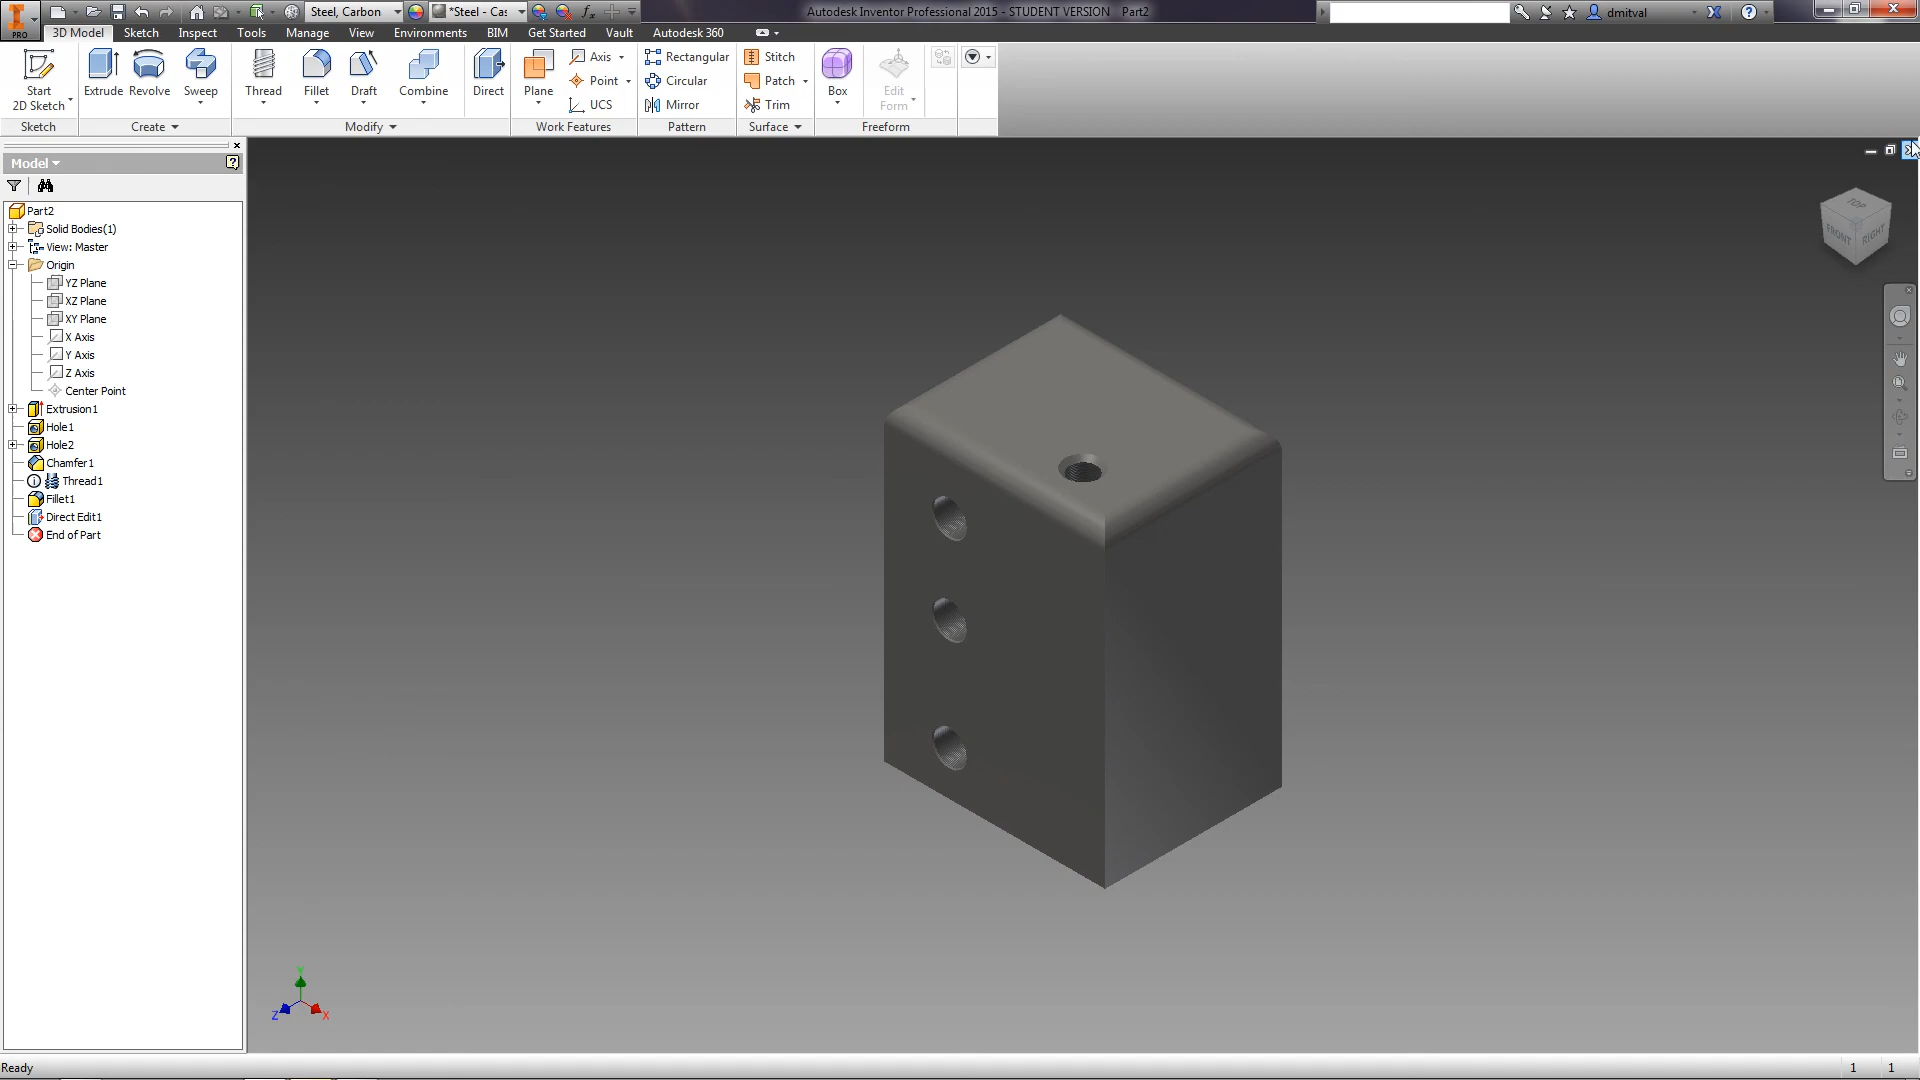 Steel, Carbon
*Steel - Cas
Autodesk Inventor Professional 2015 - STUDENT VERSION Part2
dmitval
PRO
3D Model Sketch Inspect Tools Manage View Environments BIM Get Started Vault Autodesk 360
Start
2D Sketch
Extrude Revolve Sweep
Thread Fillet Draft Combine
Direct
Plane
Axis
Point
UCS
Rectangular
Circular
Mirror
Stitch
Patch
Trim
Box
Edit
Form
Sketch Create Modify Work Features Pattern Surface Freeform
Model
Part2
Solid Bodies(1)
View: Master
Origin
YZ Plane
XZ Plane
XY Plane
X Axis
Y Axis
Z Axis
Center Point
Extrusion1
Hole1
Hole2
Chamfer1
Thread1
Fillet1
Direct Edit1
End of Part
TOP
FRONT RIGHT
Y
Z X
Ready
1 1